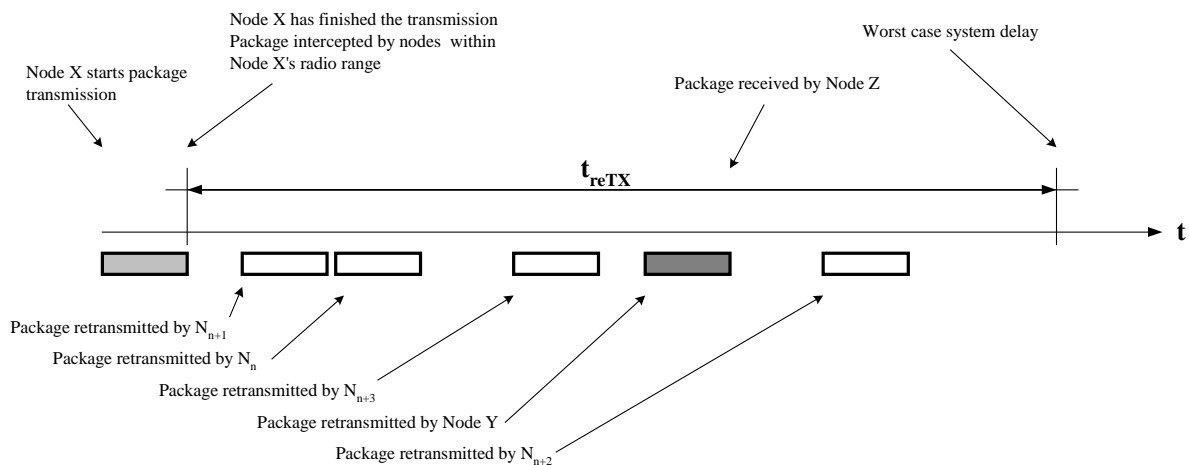 Node X has finished the transmission
Package intercepted by nodes within
Node X's radio range
Worst case system delay
Node X starts package
transmission
Package received by Node Z
t_reTX
t
Package retransmitted by N_n+1
Package retransmitted by N_n
Package retransmitted by N_n+3
Package retransmitted by Node Y
Package retransmitted by N_n+2